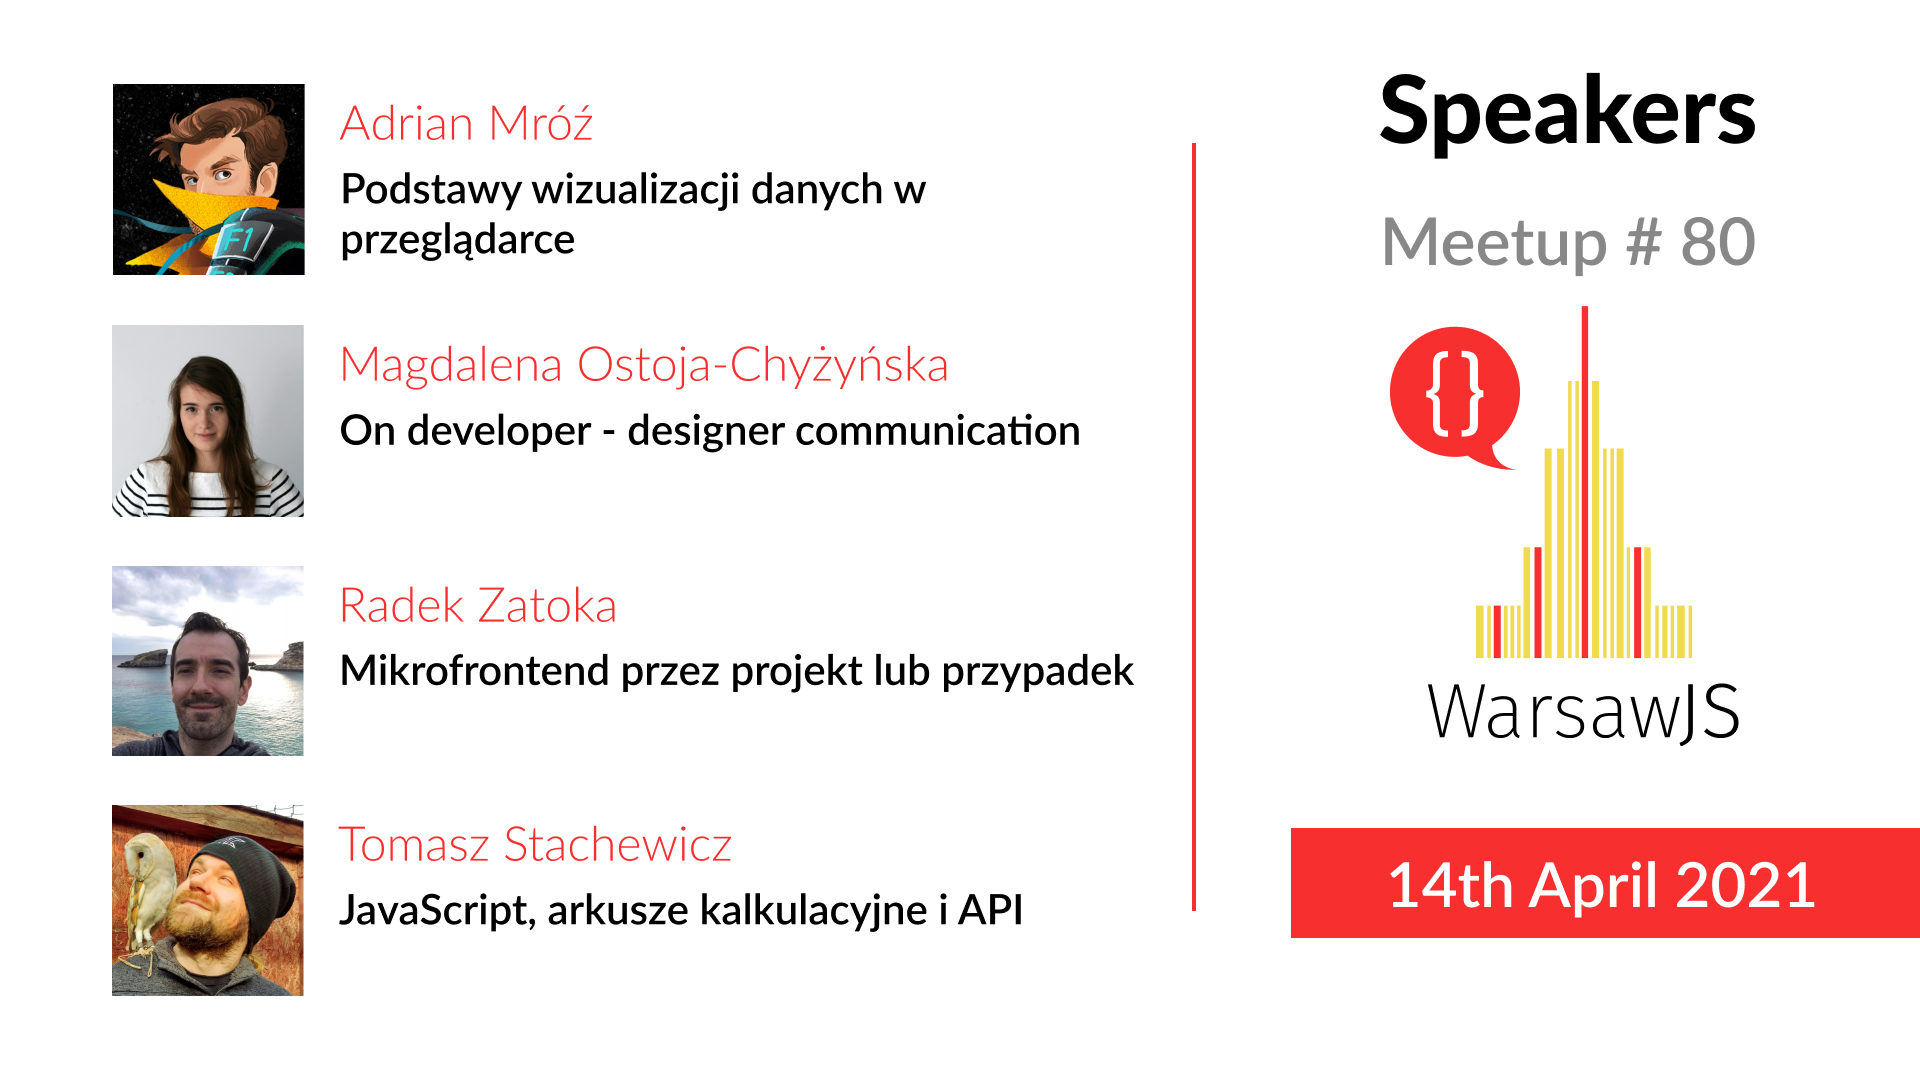 Adrian Mróź
Podstawy wizualizacji danych w
przeglądarce
F1
Magdalena Ostoja-Chyżyńska
On developer - designer communication
Radek Zatoka
Mikrofrontend przez projekt lub przypadek
Tomasz Stachewicz
JavaScript, arkusze kalkulacyjne i API
Speakers
Meetup # 80
{}
WarsawJS
14th April 2021